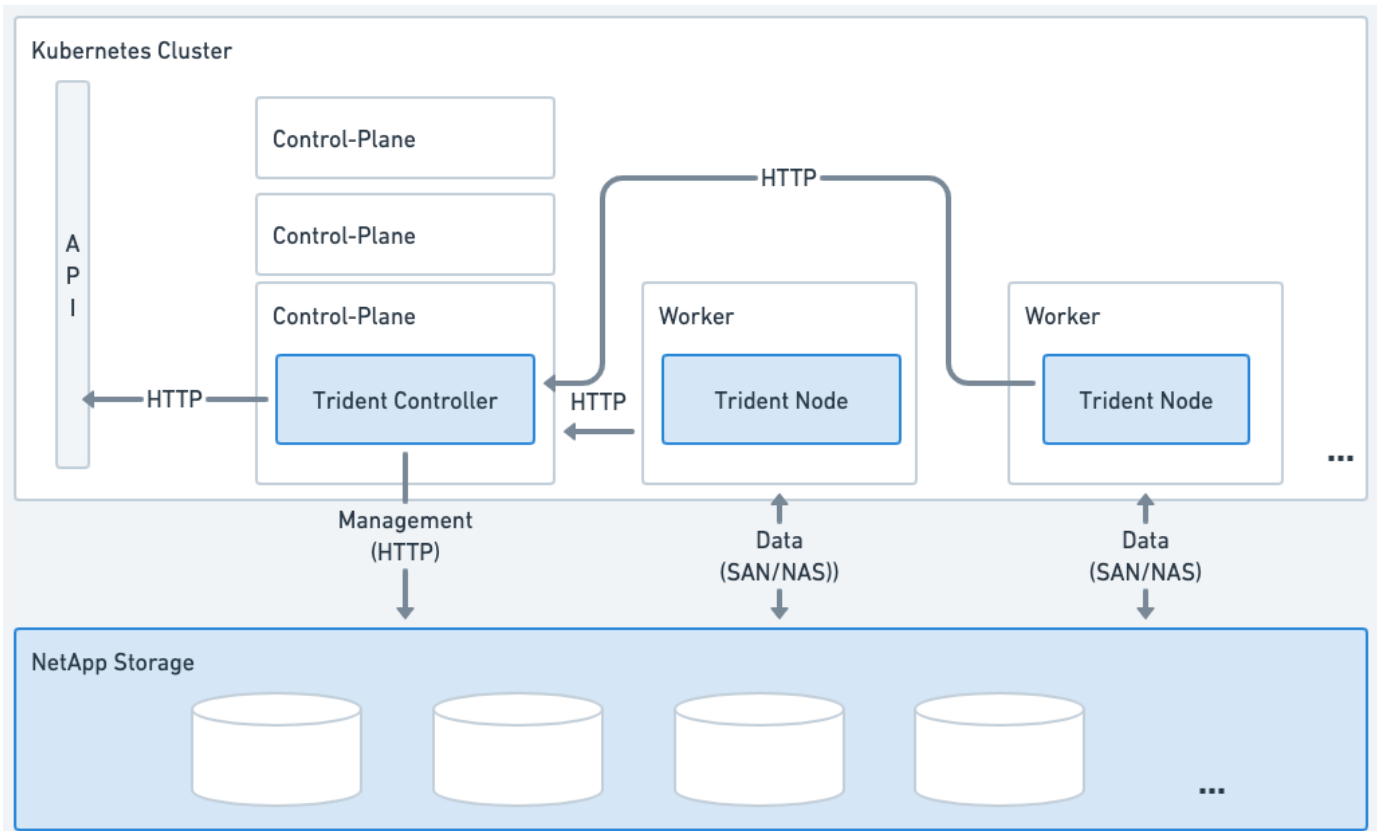 Kubernetes Cluster
A
P
I
Control-Plane
Control-Plane
Control-Plane
Trident Controller
HTTP
HTTP
HTTP
Worker
Trident Node
Worker
Trident Node
...
Management
(HTTP)
Data
(SAN/NAS))
Data
(SAN/NAS)
NetApp Storage
...